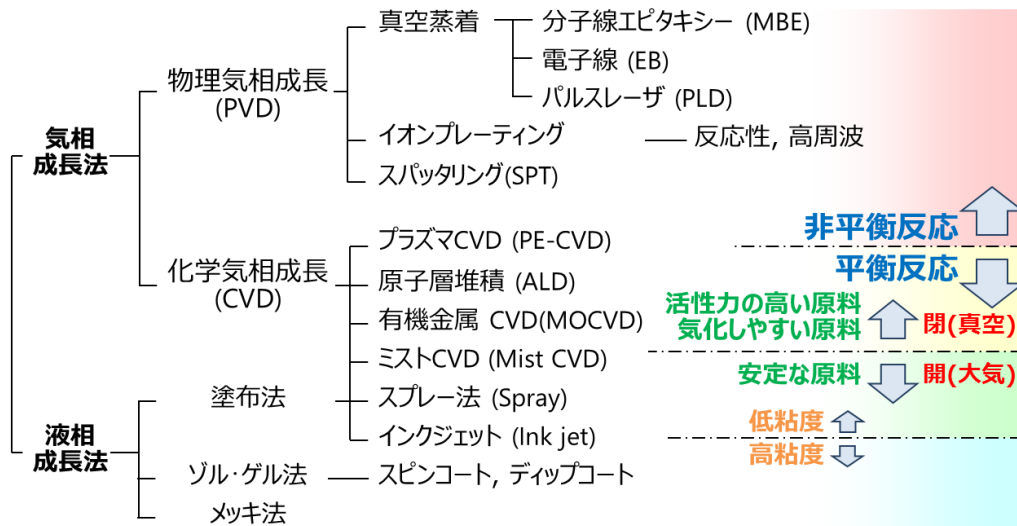 真空蒸着
分子線エピタキシー (MBE)
電子線 (EB)
パルスレーザ (PLD)
物理気相成長
(PVD)
気相
成長法
イオンプレーティング
反応性, 高周波
スパッタリング(SPT)
非平衡反応
プラズマCVD (PE-CVD)
平衡反応
化学気相成長
(CVD)
原子層堆積 (ALD)
活性力の高い原料
気化しやすい原料
閉(真空)
有機金属 CVD(MOCVD)
ミストCVD (Mist CVD)
安定な原料
開(大気)
塗布法
スプレー法 (Spray)
低粘度
インクジェット (Ink jet)
高粘度
液相
成長法
ゾル・ゲル法
スピンコート, ディップコート
メッキ法